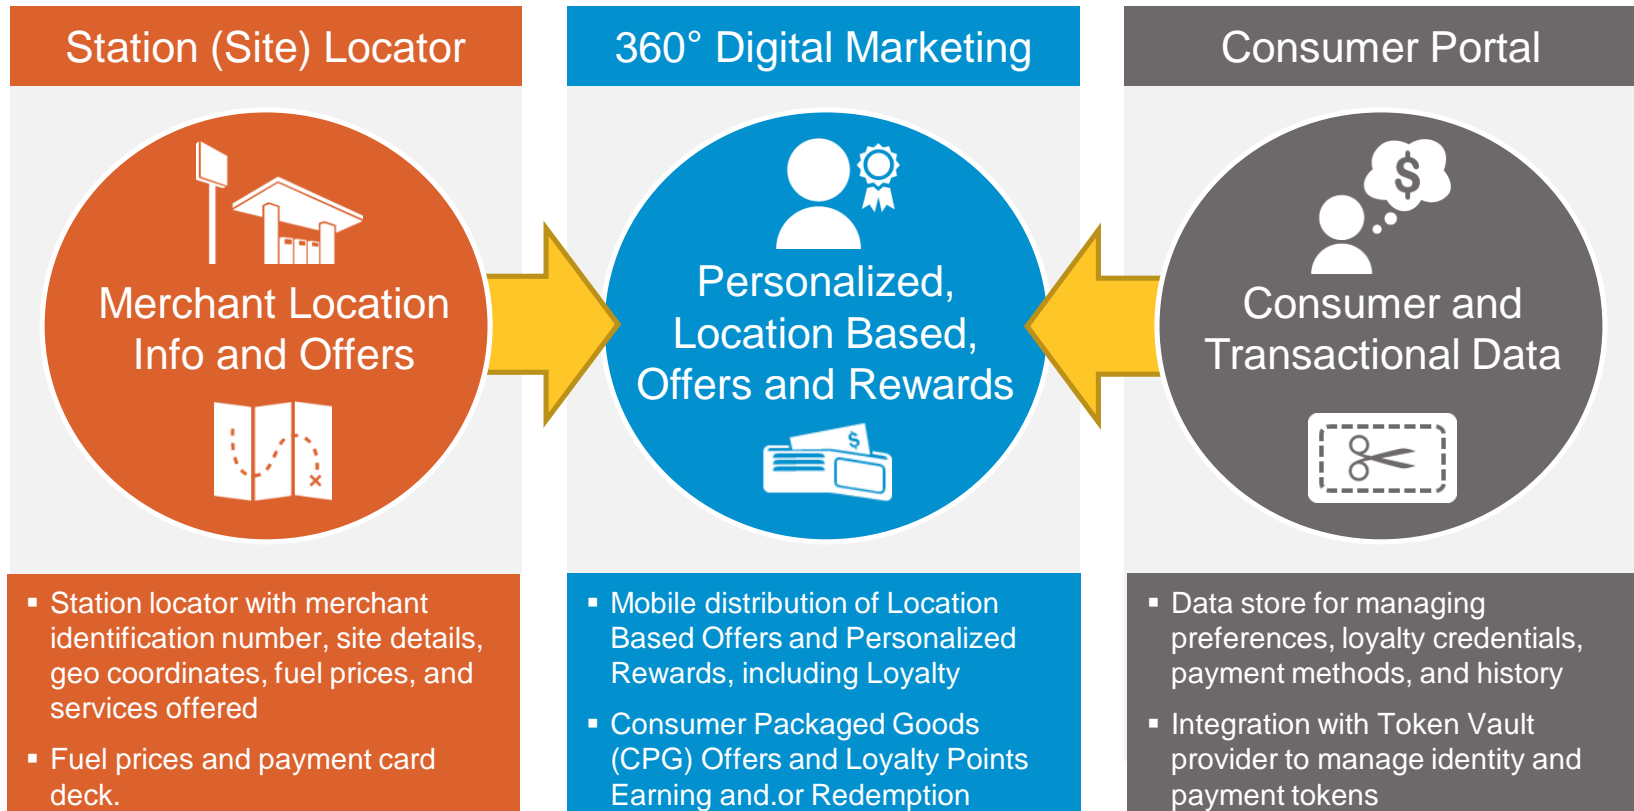 Station (Site) Locator
Merchant Location
Info and Offers
▪ Station locator with merchant
identification number, site details,
geo coordinates, fuel prices, and
services offered
▪ Fuel prices and payment card
deck.
360° Digital Marketing
Personalized,
Location Based,
Offers and Rewards
$
▪ Mobile distribution of Location
Based Offers and Personalized
Rewards, including Loyalty
▪ Consumer Packaged Goods
(CPG) Offers and Loyalty Points
Earning and.or Redemption
Consumer Portal
$
Consumer and
Transactional Data
▪ Data store for managing
preferences, loyalty credentials,
payment methods, and history
▪ Integration with Token Vault
provider to manage identity and
payment tokens